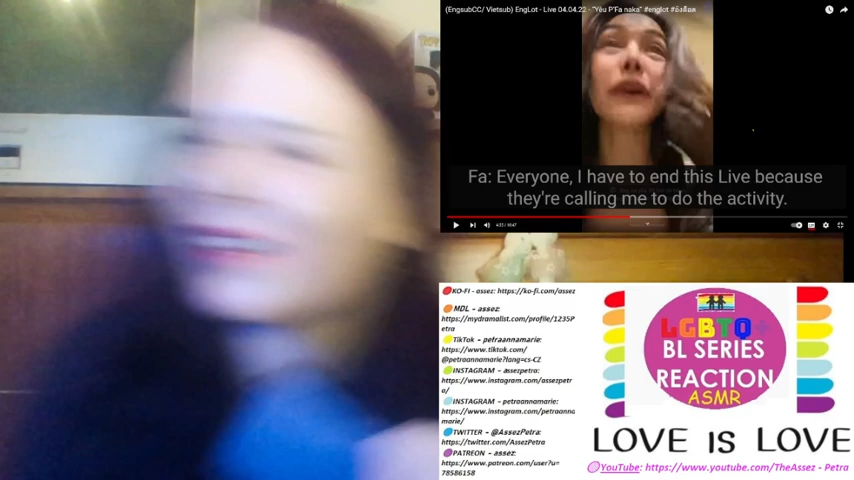 (EngsubCC/ Vietsub) EngLot - Live 04.04.22 - "Yêu P'Fa naka" #englot #อิงล็อต
Fa: Everyone, I have to end this Live because
they're calling me to do the activity.
KO-FI - assez: https://ko-fi.com/assez
MDL - assez:
https://mydramalist.com/profile/1235P
etra
TikTok - petraannamarie:
https://www.tiktok.com/
@petraannamarie?lang=cs-CZ
INSTAGRAM - assezpetra:
https://www.instagram.com/assezpetr
a/
INSTAGRAM - petraannamarie:
https://www.instagram.com/petraanna
marie/
TWITTER - @AssezPetra:
https://twitter.com/AssezPetra
PATREON - assez:
https://www.patreon.com/user?u=
78586158
LGBTQ+
BL SERIES
REACTION
ASMR
LOVE IS LOVE
YouTube: https://www.youtube.com/TheAssez - Petra